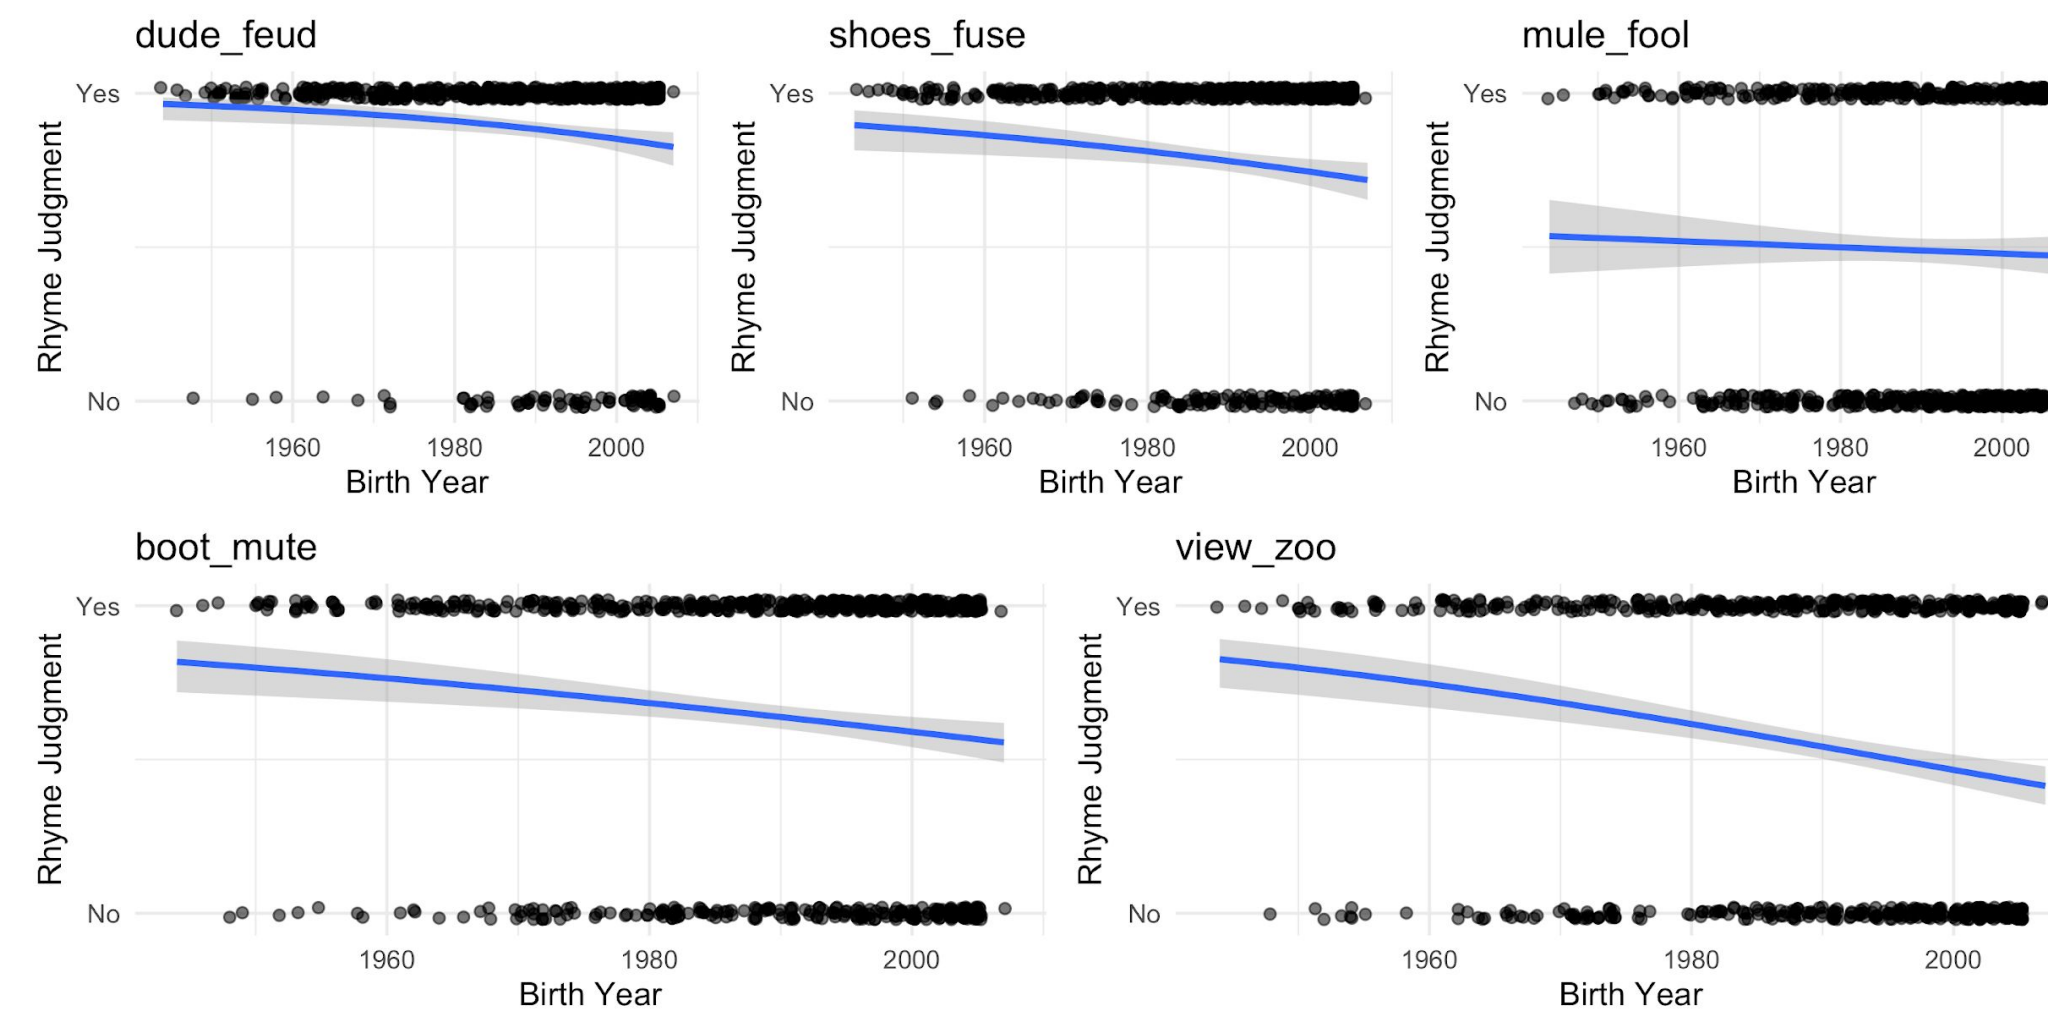 dude_feud
shoes_fuse
mule_fool
Yes
Yes
Yes
Rhyme Judgment
Rhyme Judgment
Rhyme Judgment
No
No
No
1960 1980 2000
1960 1980 2000
1960 1980 2000
Birth Year
Birth Year
Birth Year
boot_mute
view_zoo
Yes
Yes
Rhyme Judgment
Rhyme Judgment
No
No
1960 1980 2000
1960 1980 2000
Birth Year
Birth Year